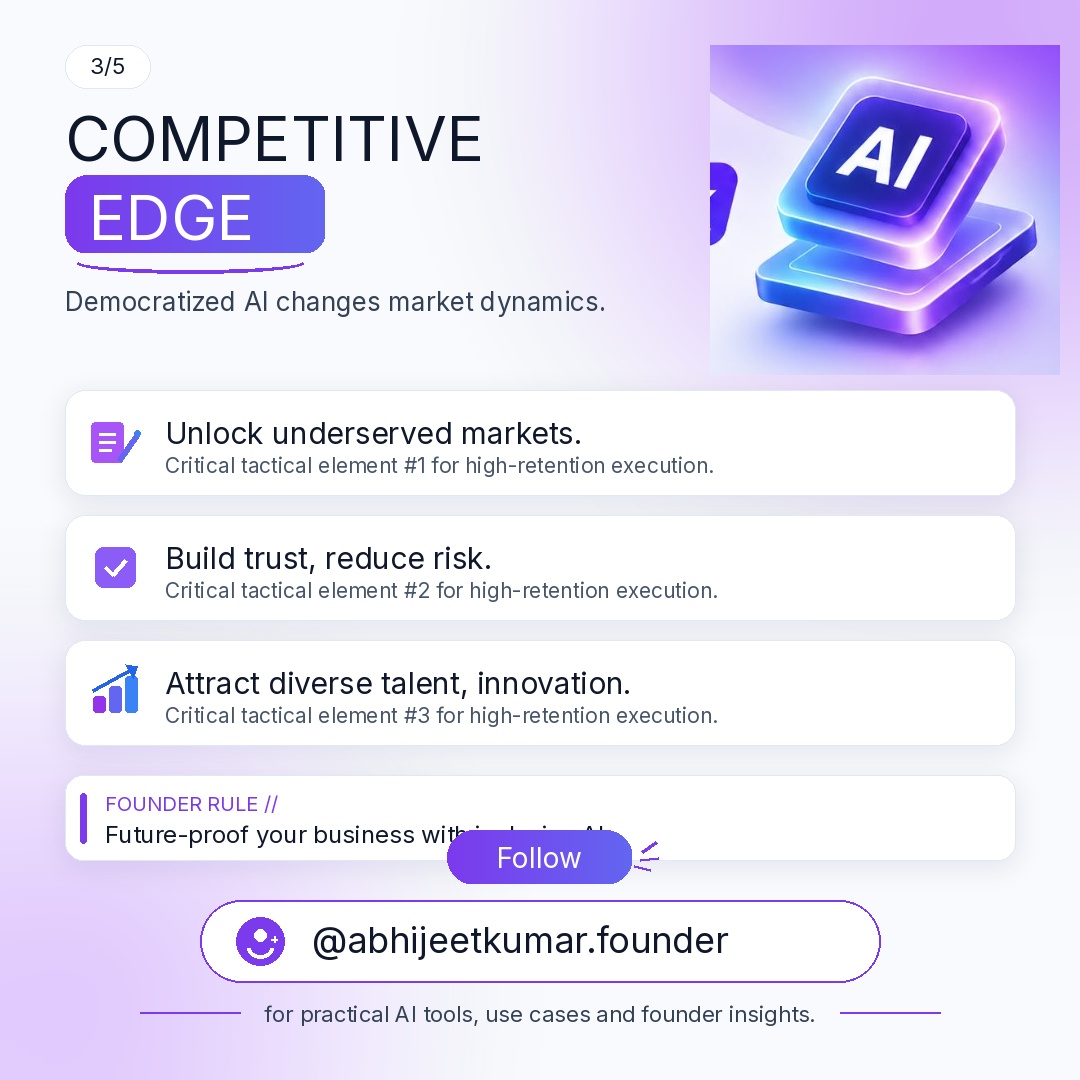 3/5
COMPETITIVE
EDGE
Democratized AI changes market dynamics.
AI
Unlock underserved markets.
Critical tactical element #1 for high-retention execution.
Build trust, reduce risk.
Critical tactical element #2 for high-retention execution.
Attract diverse talent, innovation.
Critical tactical element #3 for high-retention execution.
FOUNDER RULE //
Future-proof your business with
Follow
@abhijeetkumar.founder
for practical AI tools, use cases and founder insights.